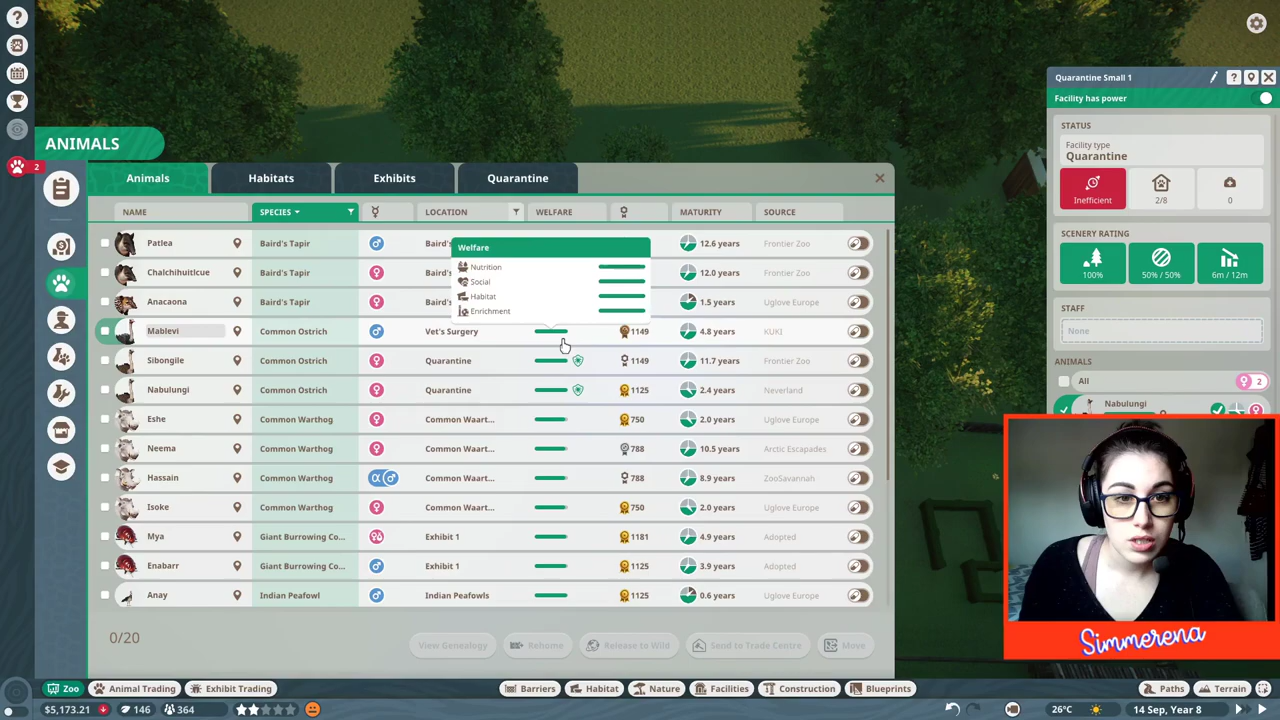 ANIMALS
2
Animals Habitats Exhibits Quarantine
NAME SPECIES LOCATION WELFARE MATURITY SOURCE
Patlea Baird's Tapir Baird' 12.6 years Frontier Zoo
Chalchihuitlcue Baird's Tapir Baird' 12.0 years Frontier Zoo
Anacaona Baird's Tapir Baird' 1.5 years Uglove Europe
Welfare
Nutrition
Social
Habitat
Enrichment
Mablevi Common Ostrich Vet's Surgery 1149 4.8 years KUKI
Sibongile Common Ostrich Quarantine 1149 11.7 years Frontier Zoo
Nabulungi Common Ostrich Quarantine 1125 2.4 years Neverland
Eshe Common Warthog Common Waart... 750 2.0 years Uglove Europe
Neema Common Warthog Common Waart... 788 10.5 years Arctic Escapades
Hassain Common Warthog α Common Waart... 788 8.9 years ZooSavannah
Isoke Common Warthog Common Waart... 750 2.0 years Uglove Europe
Mya Giant Burrowing Co... Exhibit 1 1181 4.9 years Adopted
Enabarr Giant Burrowing Co... Exhibit 1 1125 3.9 years Adopted
Anay Indian Peafowl Indian Peafowls 1125 0.6 years Uglove Europe
0/20
View Genealogy Rehome Release to Wild Send to Trade Centre Move
Quarantine Small 1
?
Facility has power
STATUS
Facility type
Quarantine
Inefficient 2/8 0
SCENERY RATING
100% 50% / 50% 6m / 12m
STAFF
None
ANIMALS
All 2
Nabulungi
Simmerena
Zoo Animal Trading Exhibit Trading Barriers Habitat Nature Facilities Construction Blueprints Paths Terrain
$5,173.21 146 364 26°C 14 Sep, Year 8